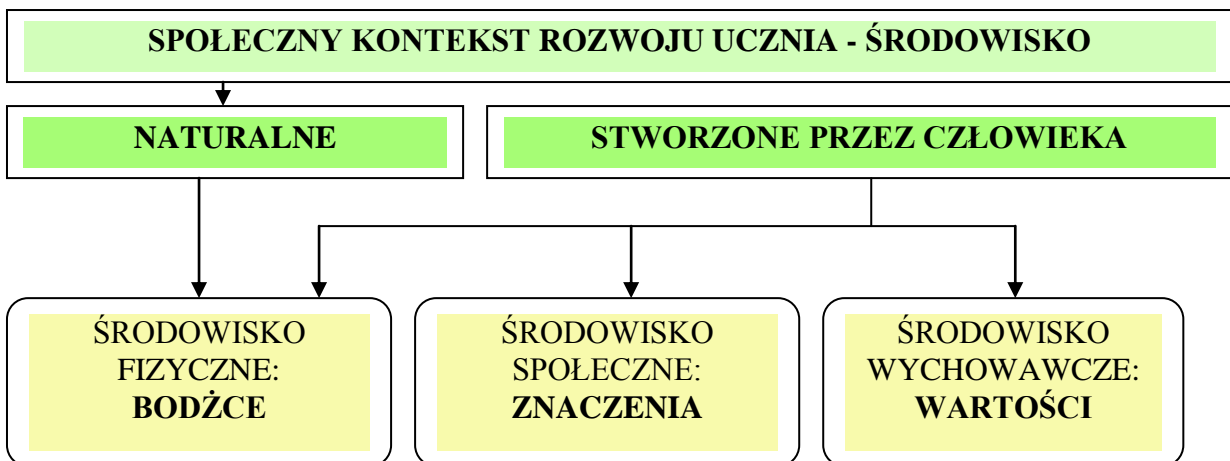 SPOŁECZNY KONTEKST ROZWOJU UCZNIA - ŚRODOWISKO
NATURALNE
STWORZONE PRZEZ CZŁOWIEKA
ŚRODOWISKO
FIZYCZNE:
BODŻCE
ŚRODOWISKO
SPOŁECZNE:
ZNACZENIA
ŚRODOWISKO
WYCHOWAWCZE:
WARTOŚCI